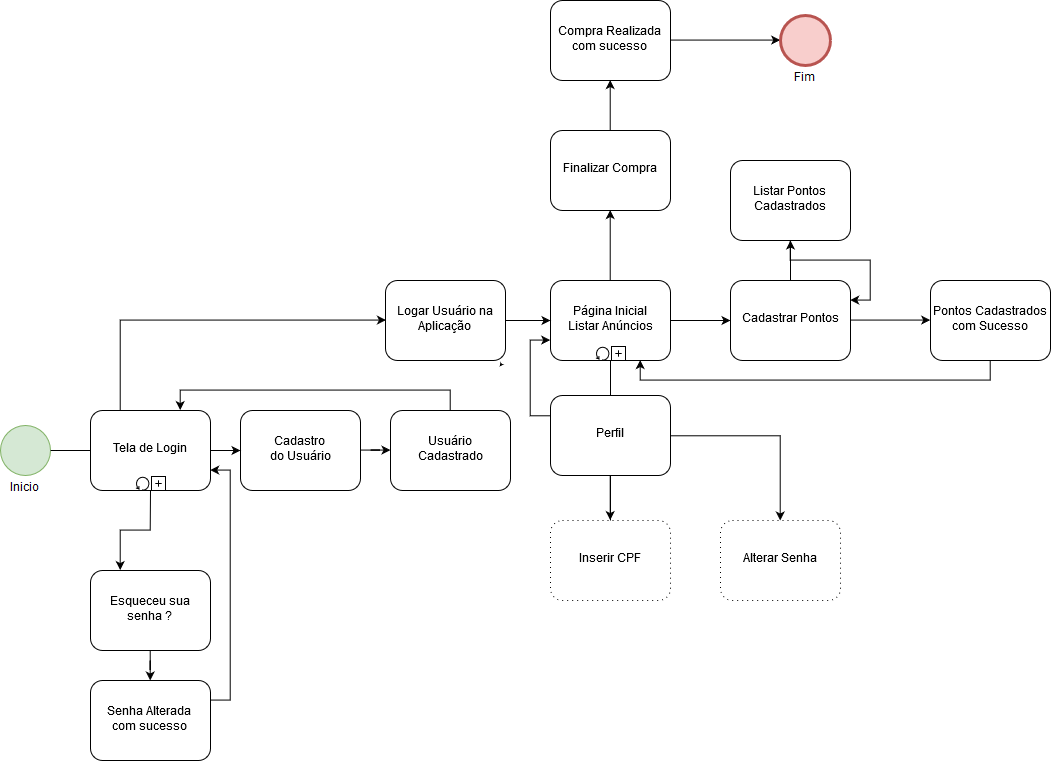 Compra Realizada
com sucesso
Fim
Finalizar Compra
Listar Pontos
Cadastrados
Logar Usuário na
Aplicação
Página Inicial
Listar Anúncios
Cadastrar Pontos
Pontos Cadastrados
com Sucesso
Inicio
Tela de Login
Cadastro
do Usuário
Usuário
Cadastrado
Perfil
Inserir CPF
Alterar Senha
Esqueceu sua
senha ?
Senha Alterada
com sucesso